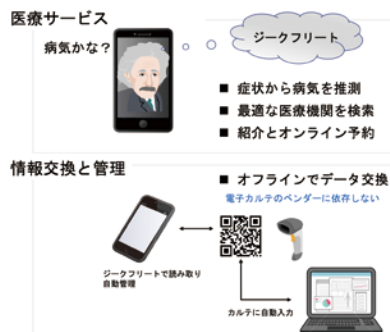 医療サービス
病気かな？
ジークフリート
■ 症状から病気を推測
■ 最適な医療機関を検索
■ 紹介とオンライン予約
情報交換と管理
■ オフラインでデータ交換
電子カルテのベンダーに依存しない
ジークフリートで読み取り
自動管理
カルテに自動入力